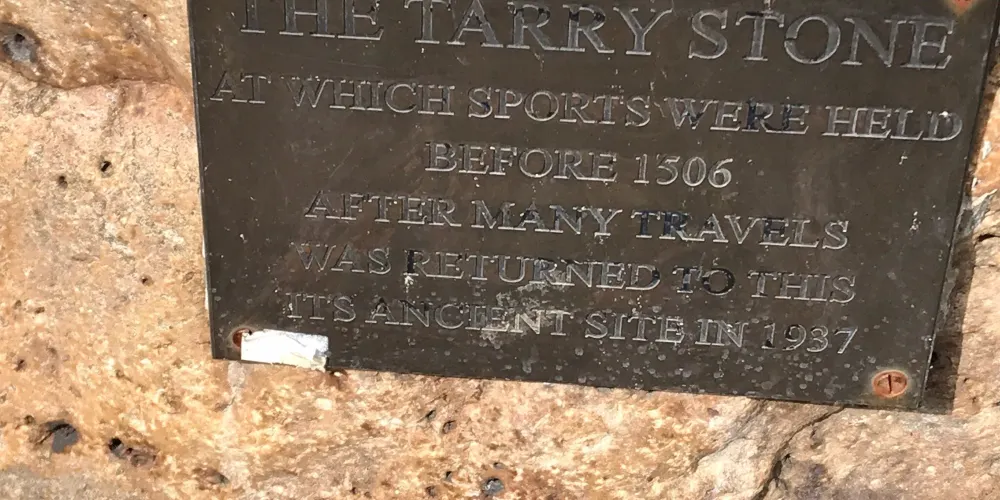 THE TARRY STONE
AT WHICH SPORTS WERE HELD
BEFORE 1506
AFTER MANY TRAVELS
WAS RETURNED TO THIS
ITS ANCIENT SITE IN 1937